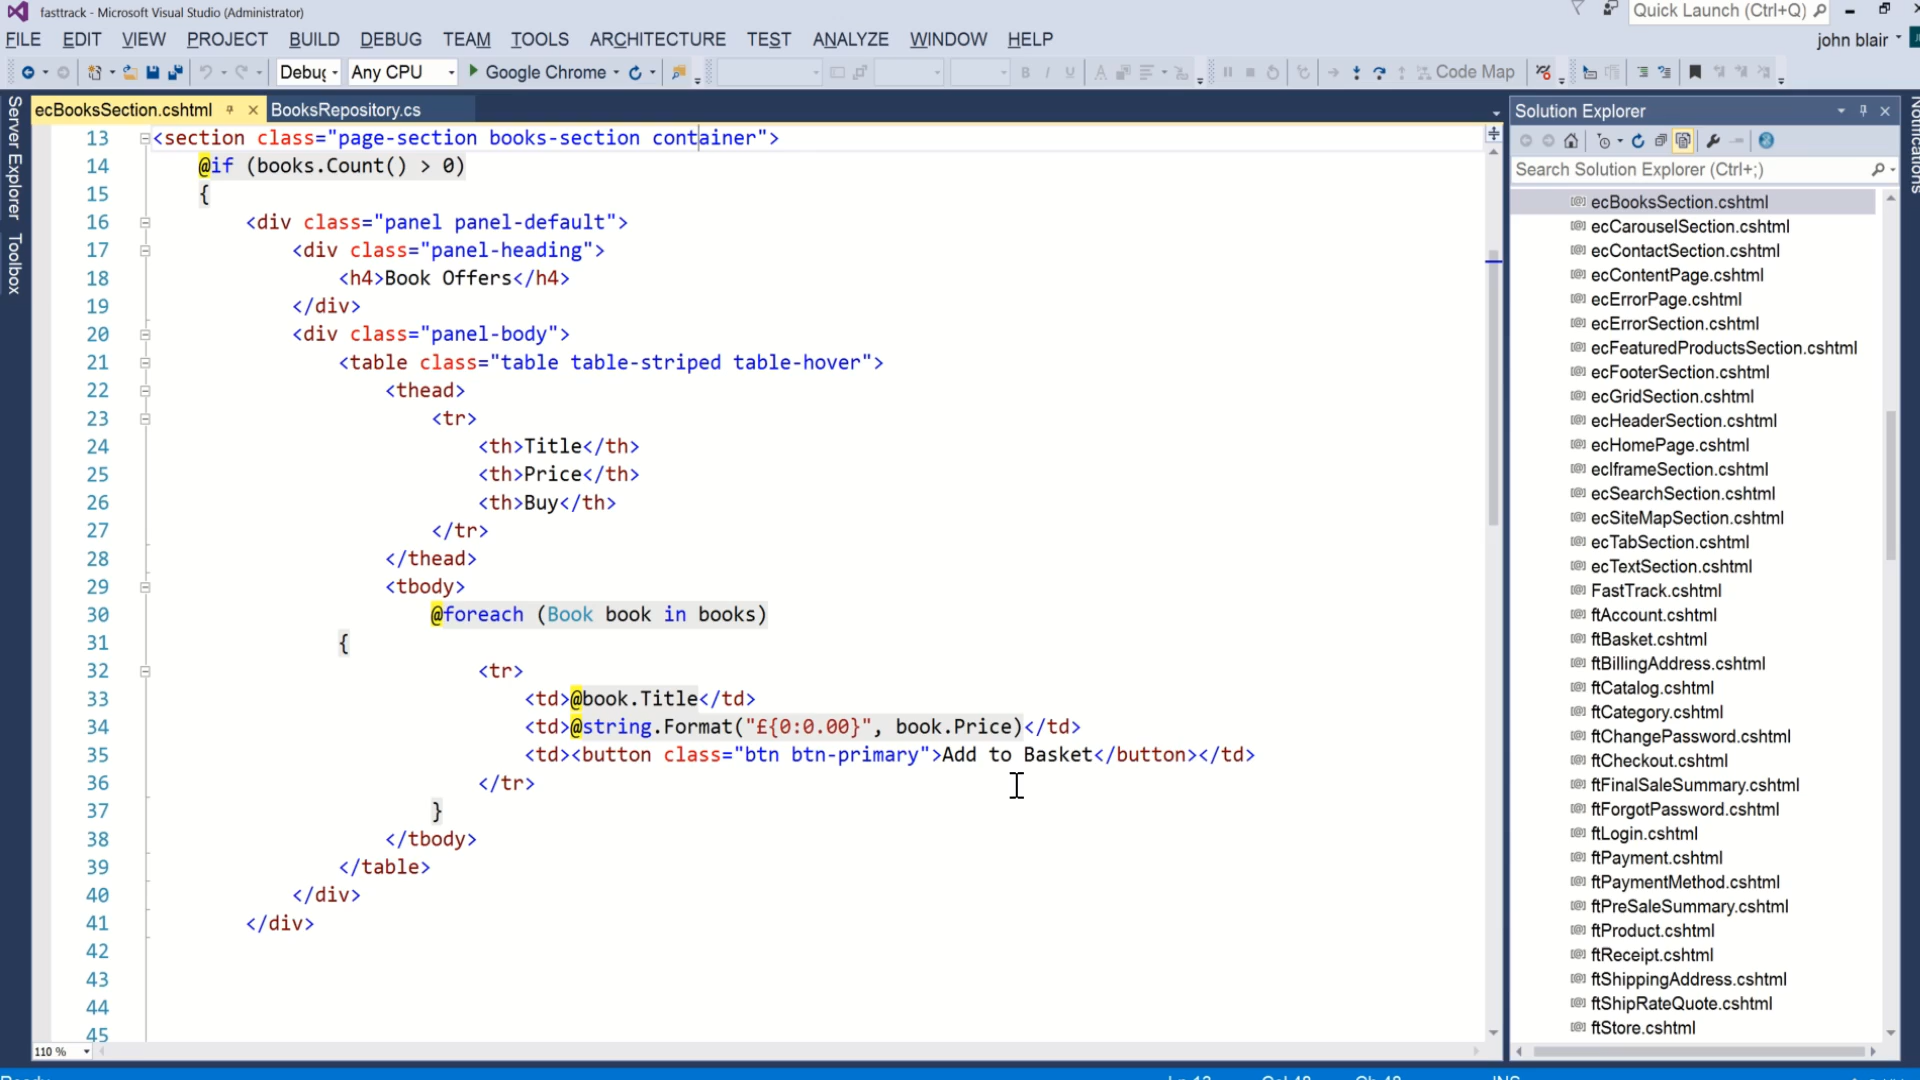 fasttrack - Microsoft Visual Studio (Administrator)
Quick Launch (Ctrl+Q)
FILE EDIT VIEW PROJECT BUILD DEBUG TEAM TOOLS ARCHITECTURE TEST ANALYZE WINDOW HELP
john blair
Debug Any CPU Google Chrome Code Map
Server Explorer
Toolbox
ecBooksSection.cshtml
BooksRepository.cs
13 <section class="page-section books-section container">
14 @if (books.Count() > 0)
15 {
16 <div class="panel panel-default">
17 <div class="panel-heading">
18 <h4>Book Offers</h4>
19 </div>
20 <div class="panel-body">
21 <table class="table table-striped table-hover">
22 <thead>
23 <tr>
24 <th>Title</th>
25 <th>Price</th>
26 <th>Buy</th>
27 </tr>
28 </thead>
29 <tbody>
30 @foreach (Book book in books)
31 {
32 <tr>
33 <td>@book.Title</td>
34 <td>@string.Format("£{0:0.00}", book.Price)</td>
35 <td><button class="btn btn-primary">Add to Basket</button></td>
36 </tr>
37 }
38 </tbody>
39 </table>
40 </div>
41 </div>
42
43
44
45
110 %
Solution Explorer
Search Solution Explorer (Ctrl+;)
ecBooksSection.cshtml
ecCarouselSection.cshtml
ecContactSection.cshtml
ecContentPage.cshtml
ecErrorPage.cshtml
ecErrorSection.cshtml
ecFeaturedProductsSection.cshtml
ecFooterSection.cshtml
ecGridSection.cshtml
ecHeaderSection.cshtml
ecHomePage.cshtml
ecIframeSection.cshtml
ecSearchSection.cshtml
ecSiteMapSection.cshtml
ecTabSection.cshtml
ecTextSection.cshtml
FastTrack.cshtml
ftAccount.cshtml
ftBasket.cshtml
ftBillingAddress.cshtml
ftCatalog.cshtml
ftCategory.cshtml
ftChangePassword.cshtml
ftCheckout.cshtml
ftFinalSaleSummary.cshtml
ftForgotPassword.cshtml
ftLogin.cshtml
ftPayment.cshtml
ftPaymentMethod.cshtml
ftPreSaleSummary.cshtml
ftProduct.cshtml
ftReceipt.cshtml
ftShippingAddress.cshtml
ftShipRateQuote.cshtml
ftStore.cshtml
Notifications